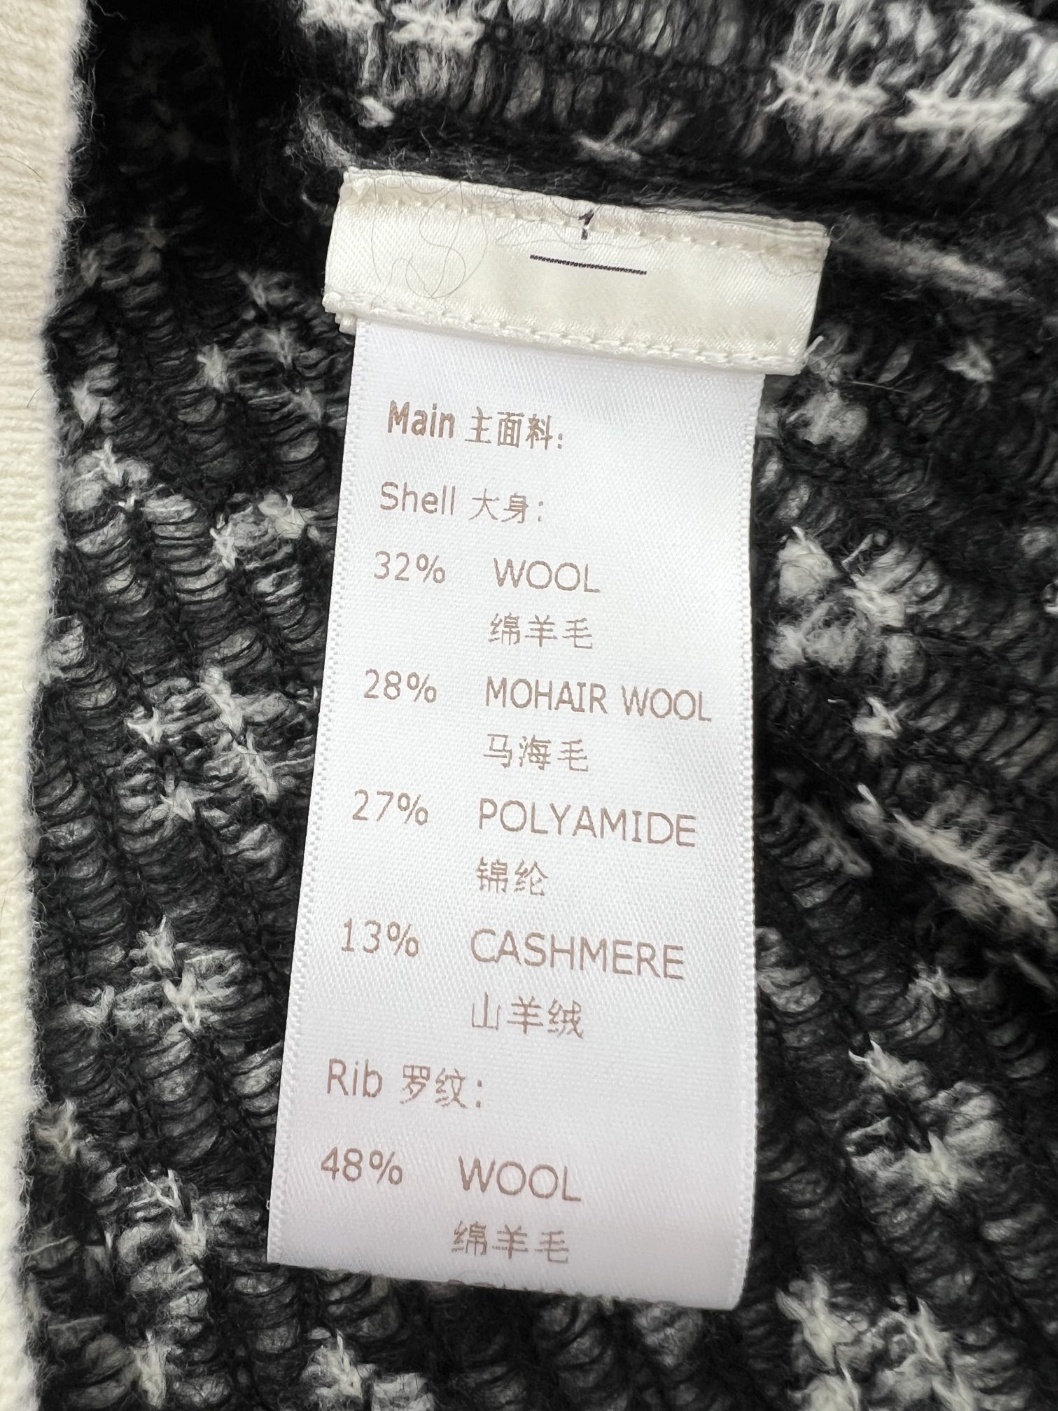 1
Main 主面料:
Shell 大身:
32% WOOL
绵羊毛
28% MOHAIR WOOL
马海毛
27% POLYAMIDE
锦纶
13% CASHMERE
山羊绒
Rib 罗纹:
48% WOOL
绵羊毛